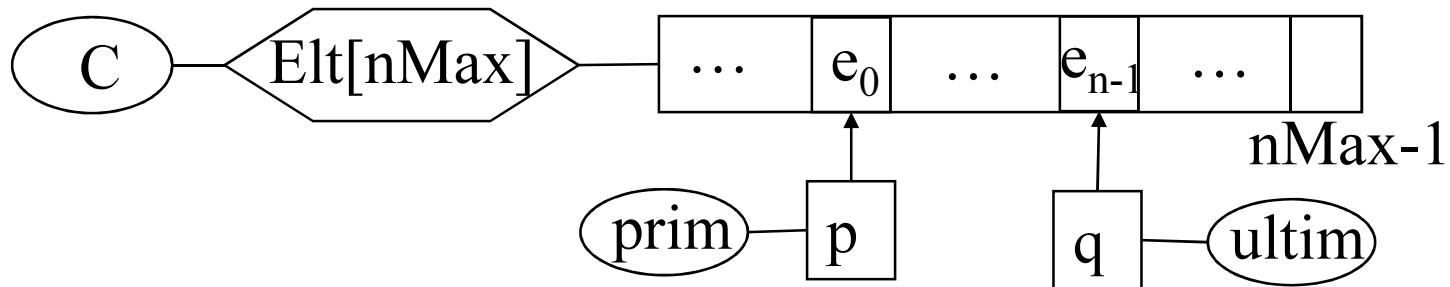 C Elt[nMax] … e₀ … eₙ₋₁ …
nMax-1
prim p q ultim